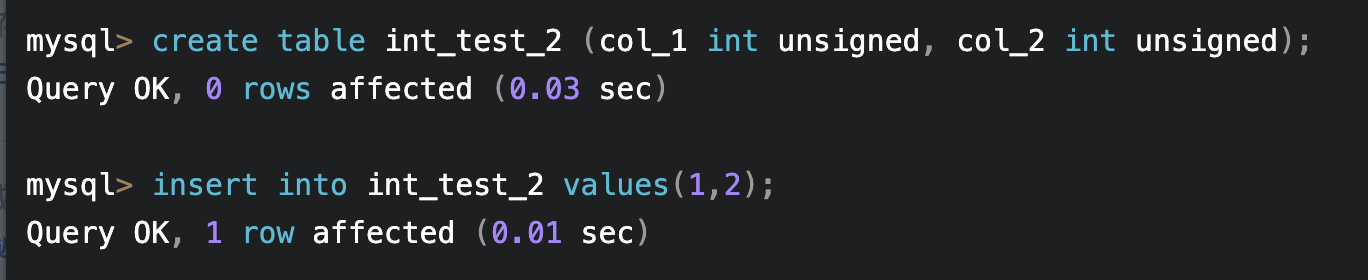 mysql> create table int_test_2 (col_1 int unsigned, col_2 int unsigned);
Query OK, 0 rows affected (0.03 sec)
mysql> insert into int_test_2 values(1,2);
Query OK, 1 row affected (0.01 sec)